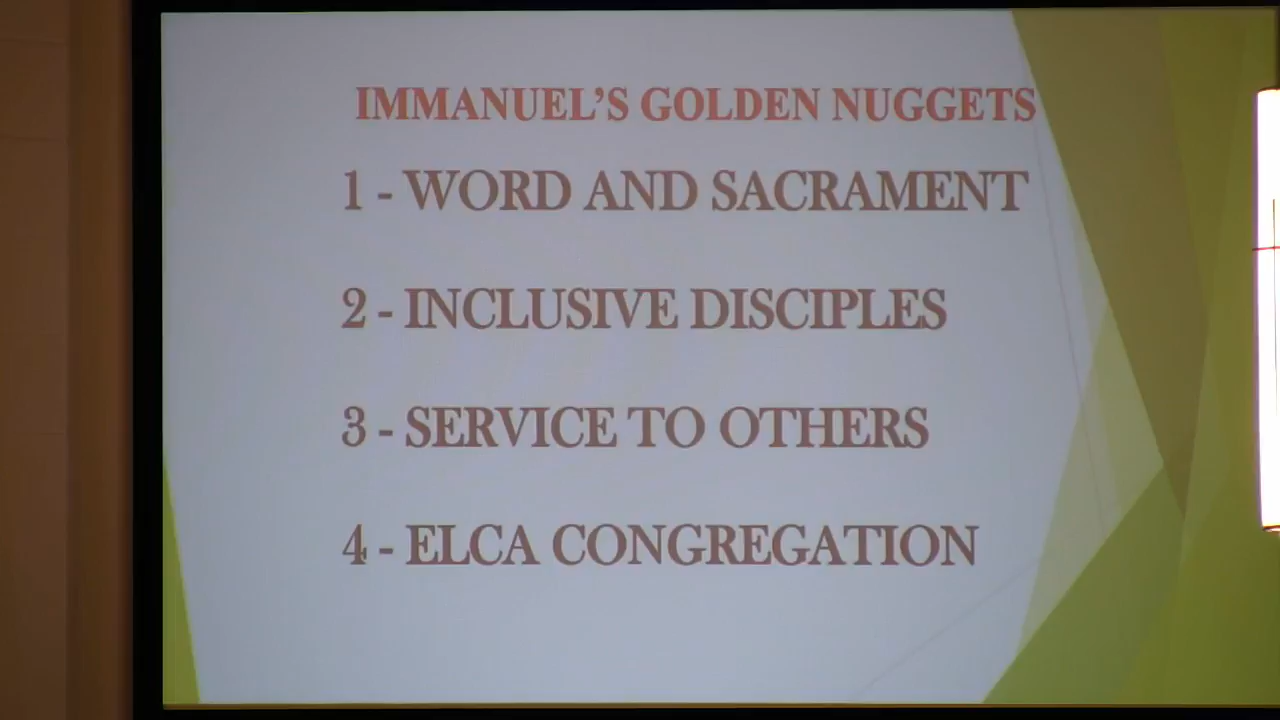 IMMANUEL'S GOLDEN NUGGETS
1 - WORD AND SACRAMENT
2 - INCLUSIVE DISCIPLES
3 - SERVICE TO OTHERS
4 - ELCA CONGREGATION